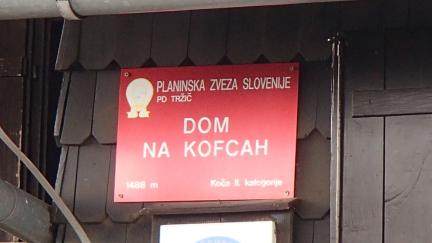 PLANINSKA ZVEZA SLOVENIJE
PD TRŽIČ
DOM
NA KOFCAH
1488 m Koča II. kategorije